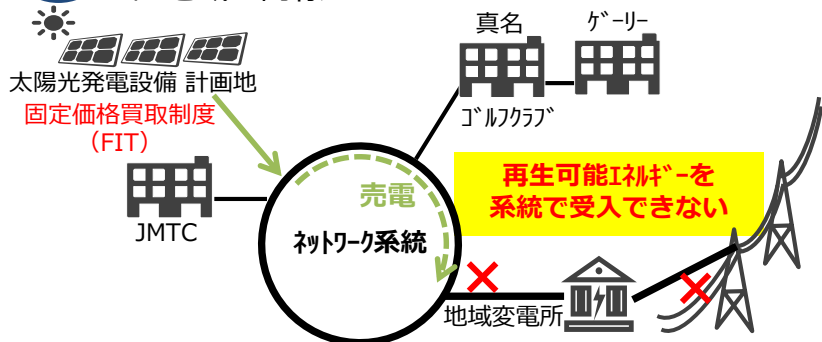 真名
ゲーリー
太陽光発電設備 計画地
固定価格買取制度
（FIT）
ゴルフクラブ
再生可能エネルギーを
系統で受入できない
売電
JMTC
ネットワーク系統
地域変電所